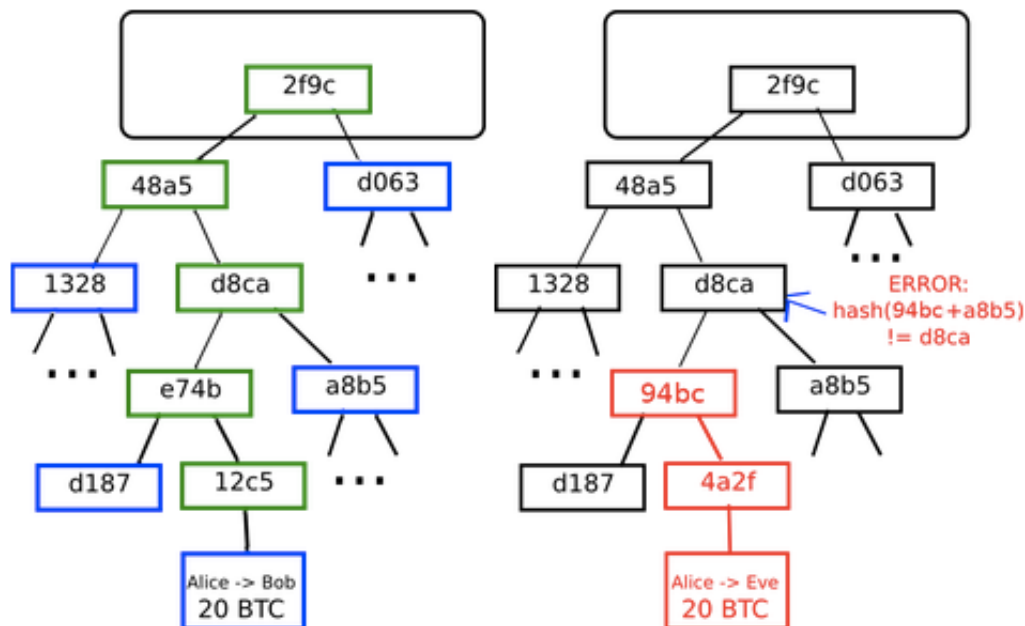 2f9c
48a5
d063
1328
d8ca
...
...
e74b
a8b5
d187
12c5
...
Alice -> Bob
20 BTC
2f9c
48a5
d063
...
1328
d8ca
ERROR:
hash(94bc+a8b5)
!= d8ca
...
94bc
a8b5
d187
4a2f
Alice -> Eve
20 BTC